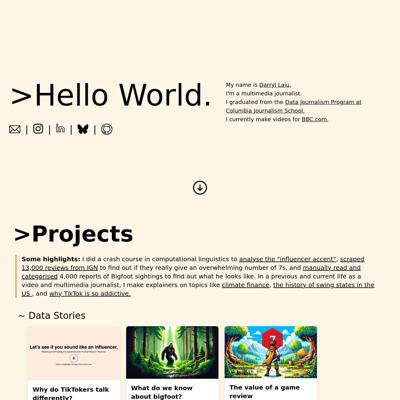 >Hello World.
My name is Darryl Laiu.
I'm a multimedia journalist.
I graduated from the Data Journalism Program at
Columbia Journalism School.
I currently make videos for BBC.com.
>Projects
Some highlights: I did a crash course in computational linguistics to analyse the "influencer accent", scraped
13,000 reviews from IGN to find out if they really give an overwhelming number of 7s, and manually read and
categorised 4,000 reports of Bigfoot sightings to find out what he looks like. In a previous and current life as a
video and multimedia journalist, I make explainers on topics like climate finance, the history of swing states in the
US , and why TikTok is so addictive.
~ Data Stories
Let's see if you sound like an influencer.
7
Why do TikTokers talk
differently?
What do we know
about bigfoot?
The value of a game
review